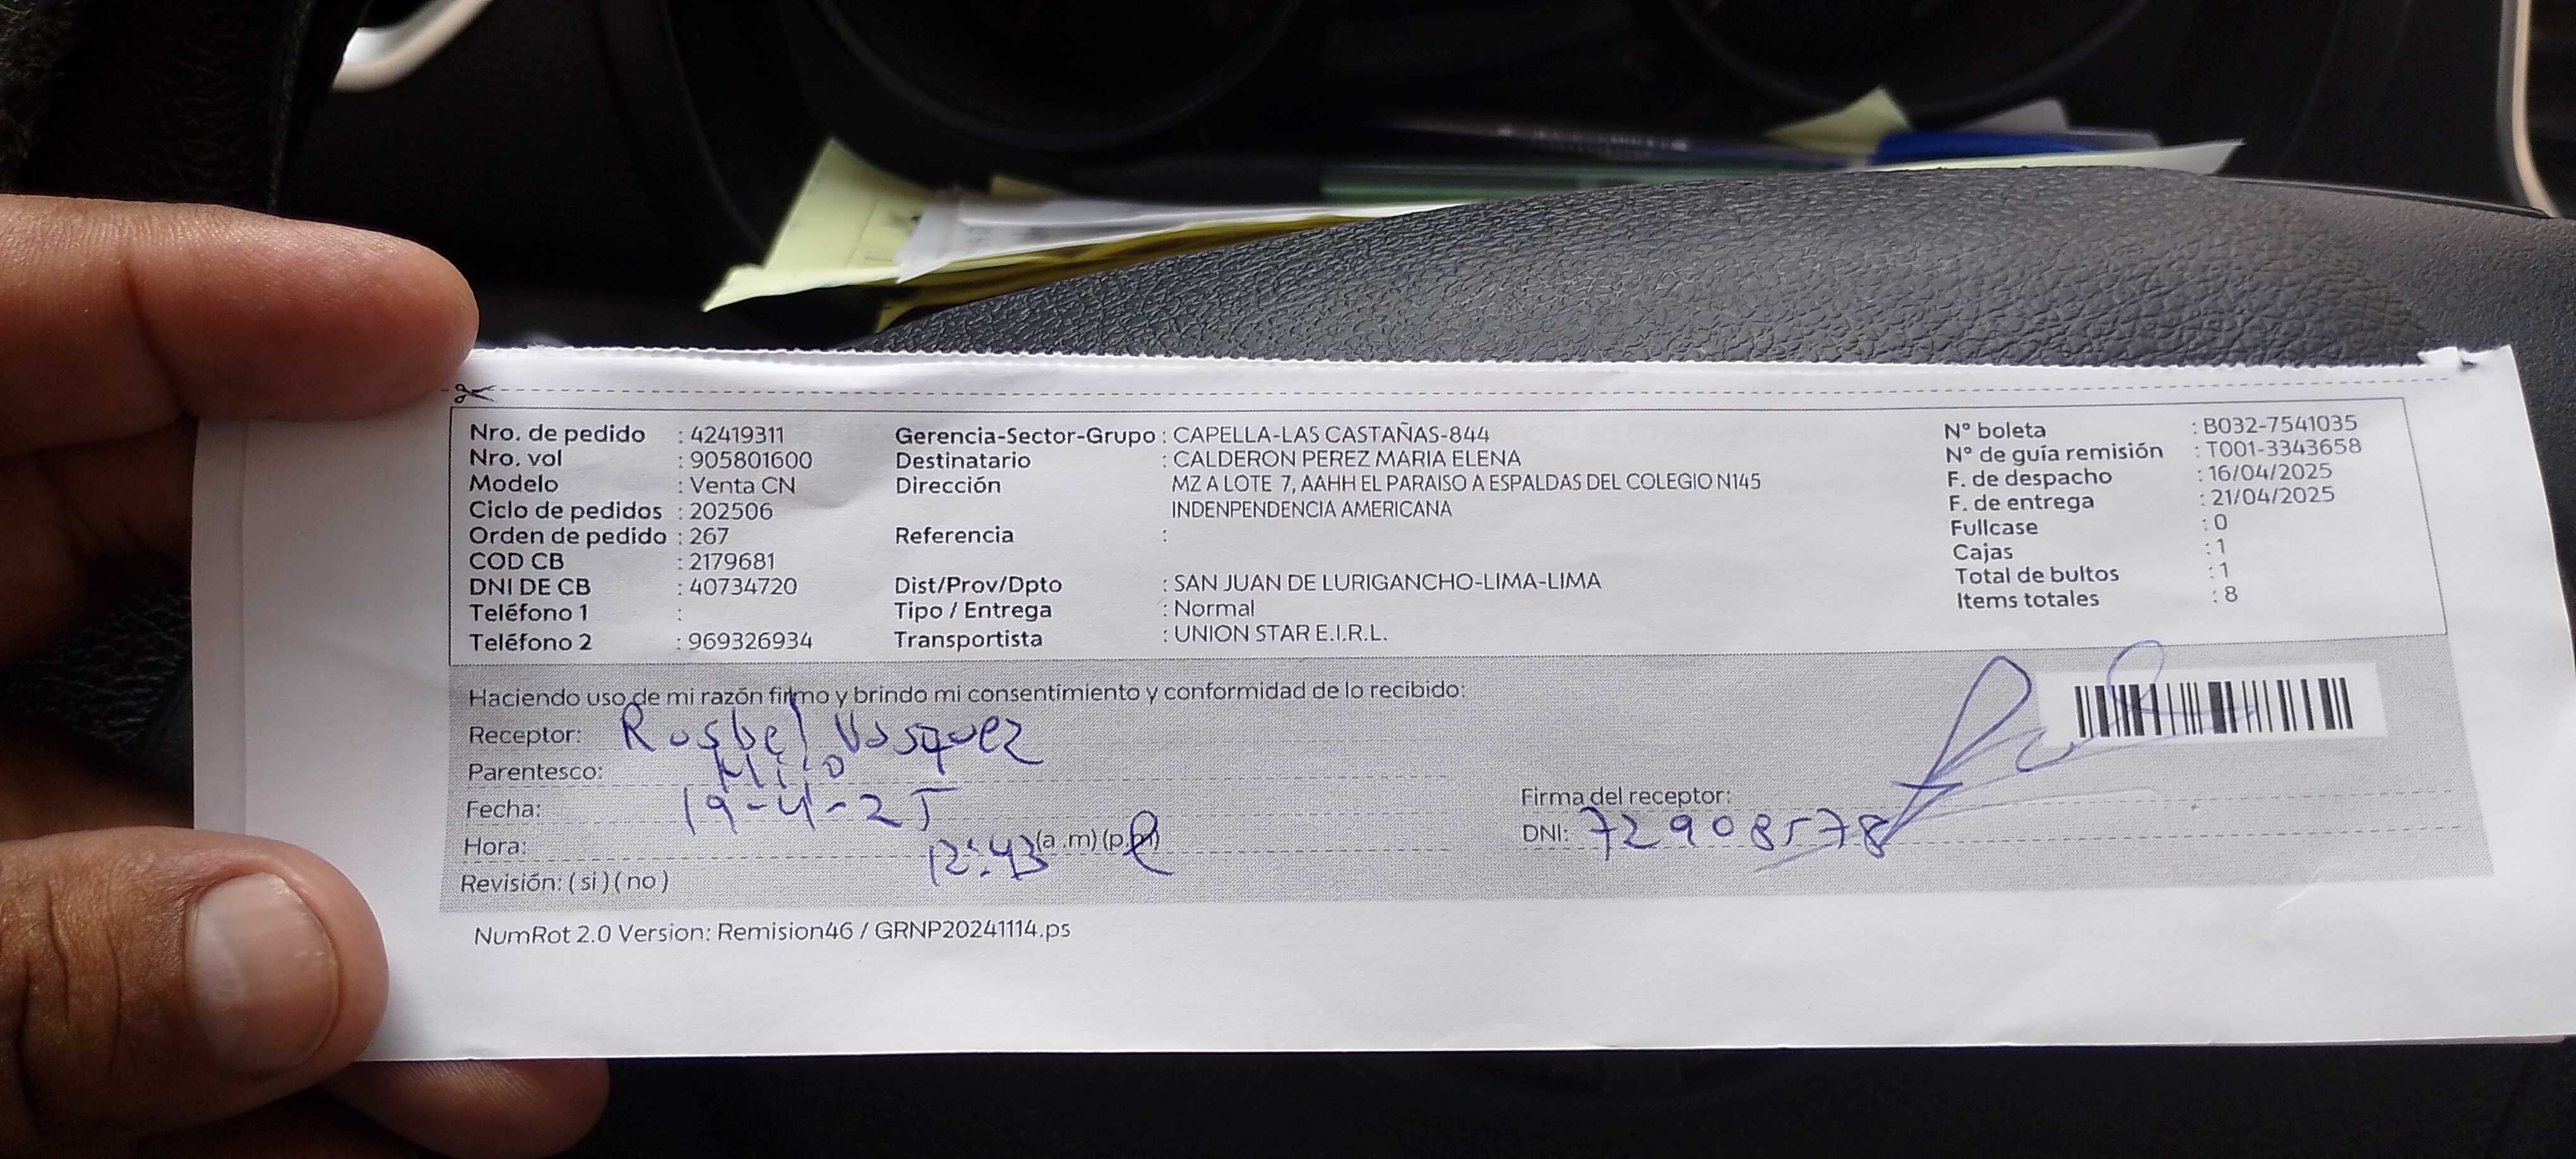 Nro. de pedido : 42419311
Nro. vol : 905801600
Modelo : Venta CN
Ciclo de pedidos : 202506
Orden de pedido : 267
COD CB : 2179681
DNI DE CB : 40734720
Teléfono 1 :
Teléfono 2 : 969326934
Gerencia-Sector-Grupo : CAPELLA-LAS CASTAÑAS-844
Destinatario : CALDERON PEREZ MARIA ELENA
Dirección MZ A LOTE 7, AAHH EL PARAISO A ESPALDAS DEL COLEGIO N145
INDENPENDENCIA AMERICANA
Referencia :
Dist/Prov/Dpto : SAN JUAN DE LURIGANCHO-LIMA-LIMA
Tipo / Entrega : Normal
Transportista : UNION STAR E.I.R.L.
N° boleta : B032-7541035
N° de guía remisión : T001-3343658
F. de despacho : 16/04/2025
F. de entrega : 21/04/2025
Fullcase : 0
Cajas : 1
Total de bultos : 1
Items totales : 8
Haciendo uso de mi razón firmo y brindo mi consentimiento y conformidad de lo recibido:
Receptor: Rosbel Vasquez
Parentesco: Hijo
Fecha: 19-4-25
Hora: 12:43 (a .m) (p.m)
Revisión: ( si ) ( no )
Firma del receptor:
DNI: 72908578
NumRot 2.0 Version: Remision46 / GRNP20241114.ps